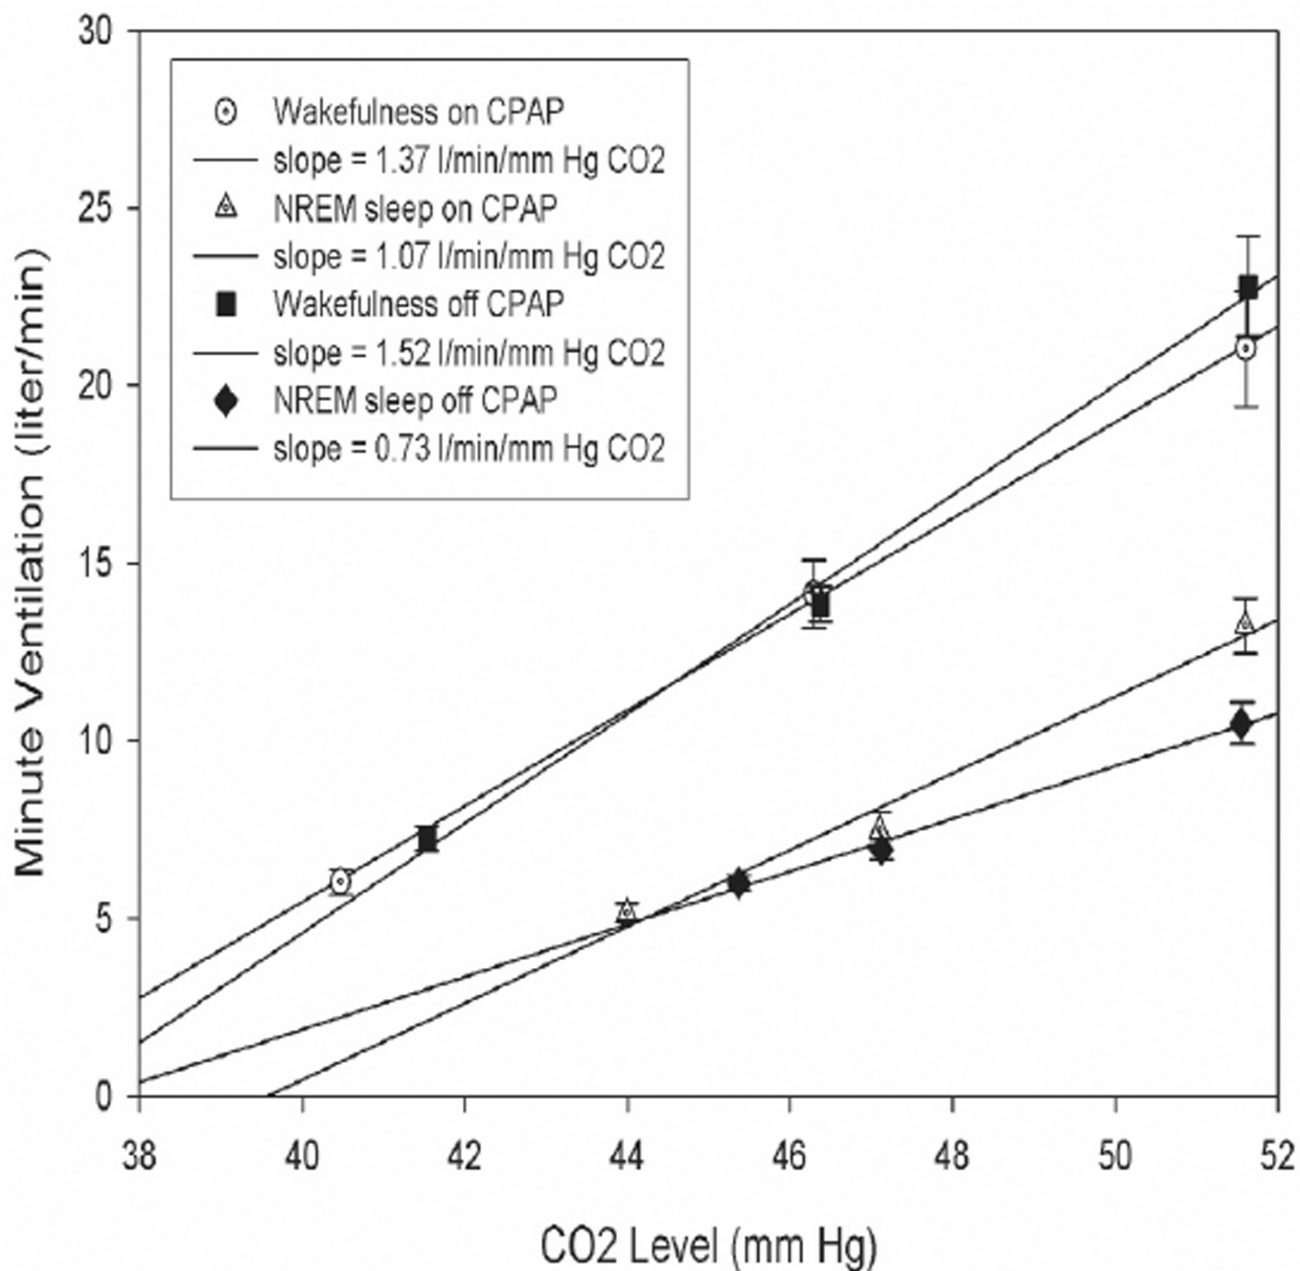 30
25
20
15
10
5
0
Minute Ventilation (liter/min)
Wakefulness on CPAP
slope = 1.37 l/min/mm Hg CO2
NREM sleep on CPAP
slope = 1.07 l/min/mm Hg CO2
Wakefulness off CPAP
slope = 1.52 l/min/mm Hg CO2
NREM sleep off CPAP
slope = 0.73 l/min/mm Hg CO2
38 40 42 44 46 48 50 52
CO2 Level (mm Hg)